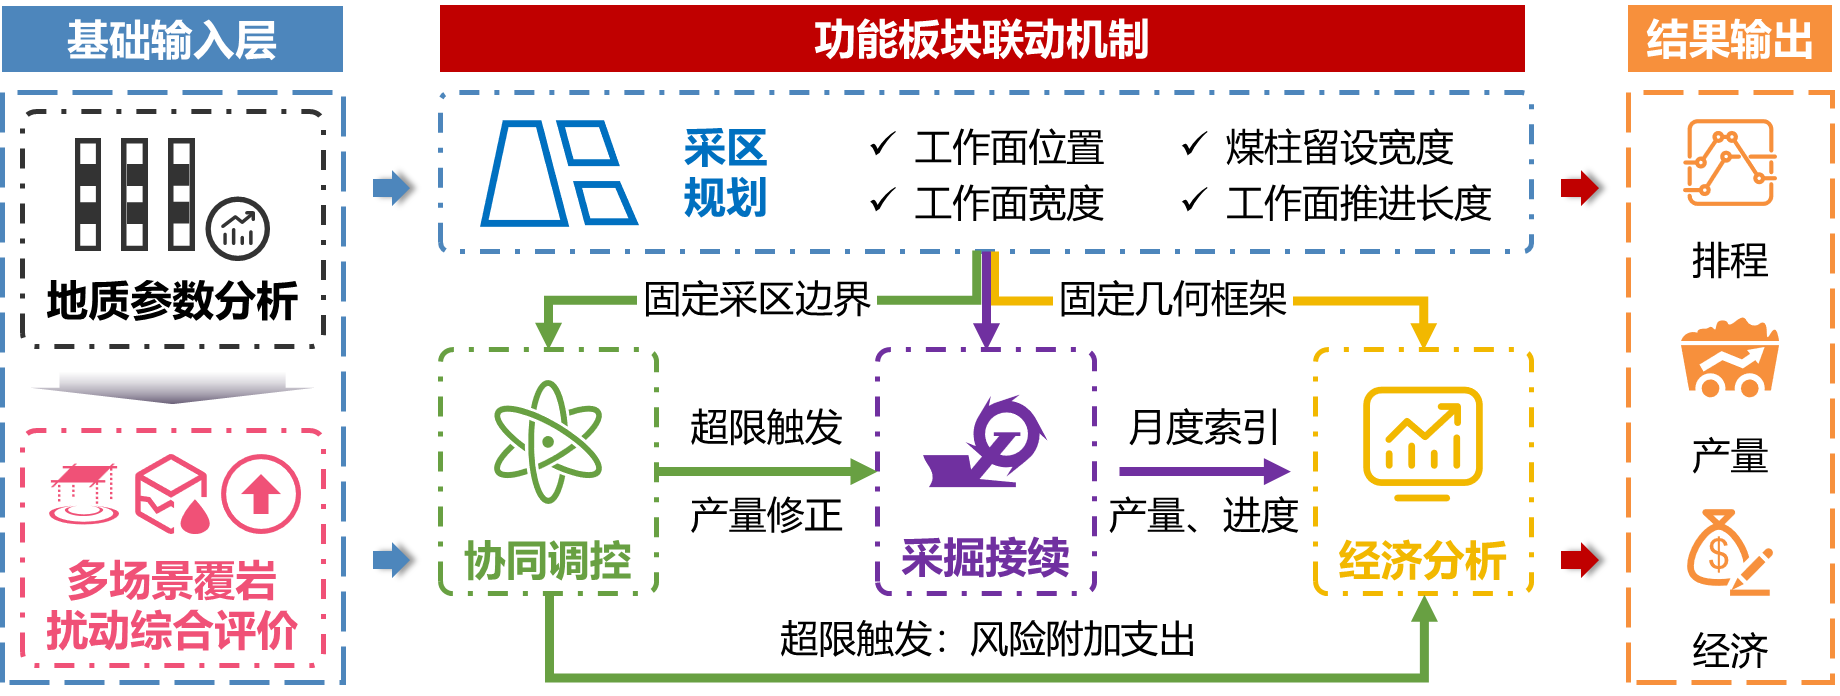 基础输入层
功能板块联动机制
结果输出
地质参数分析
多场景覆岩
扰动综合评价
采区
规划
✓ 工作面位置
✓ 煤柱留设宽度
✓ 工作面宽度
✓ 工作面推进长度
固定采区边界
固定几何框架
超限触发
产量修正
月度索引
产量、进度
协同调控
采掘接续
经济分析
超限触发：风险附加支出
排程
产量
$
经济